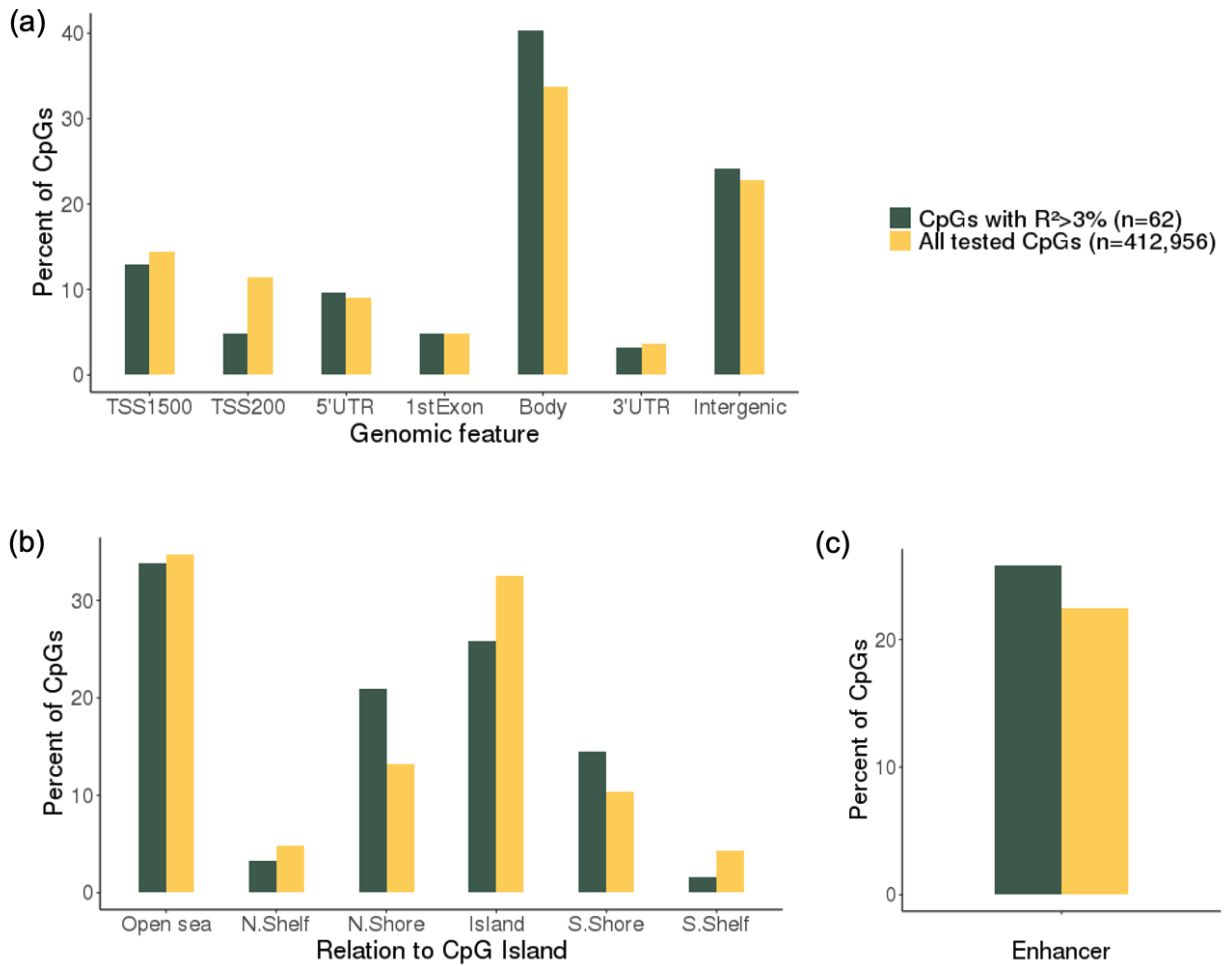 (a)
Percent of CpGs
40
30
20
10
0
TSS1500 TSS200 5'UTR 1stExon Body 3'UTR Intergenic
Genomic feature
CpGs with R²>3% (n=62)
All tested CpGs (n=412,956)
(b)
Percent of CpGs
30
20
10
0
Open sea N.Shelf N.Shore Island S.Shore S.Shelf
Relation to CpG Island
(c)
Percent of CpGs
20
10
0
Enhancer